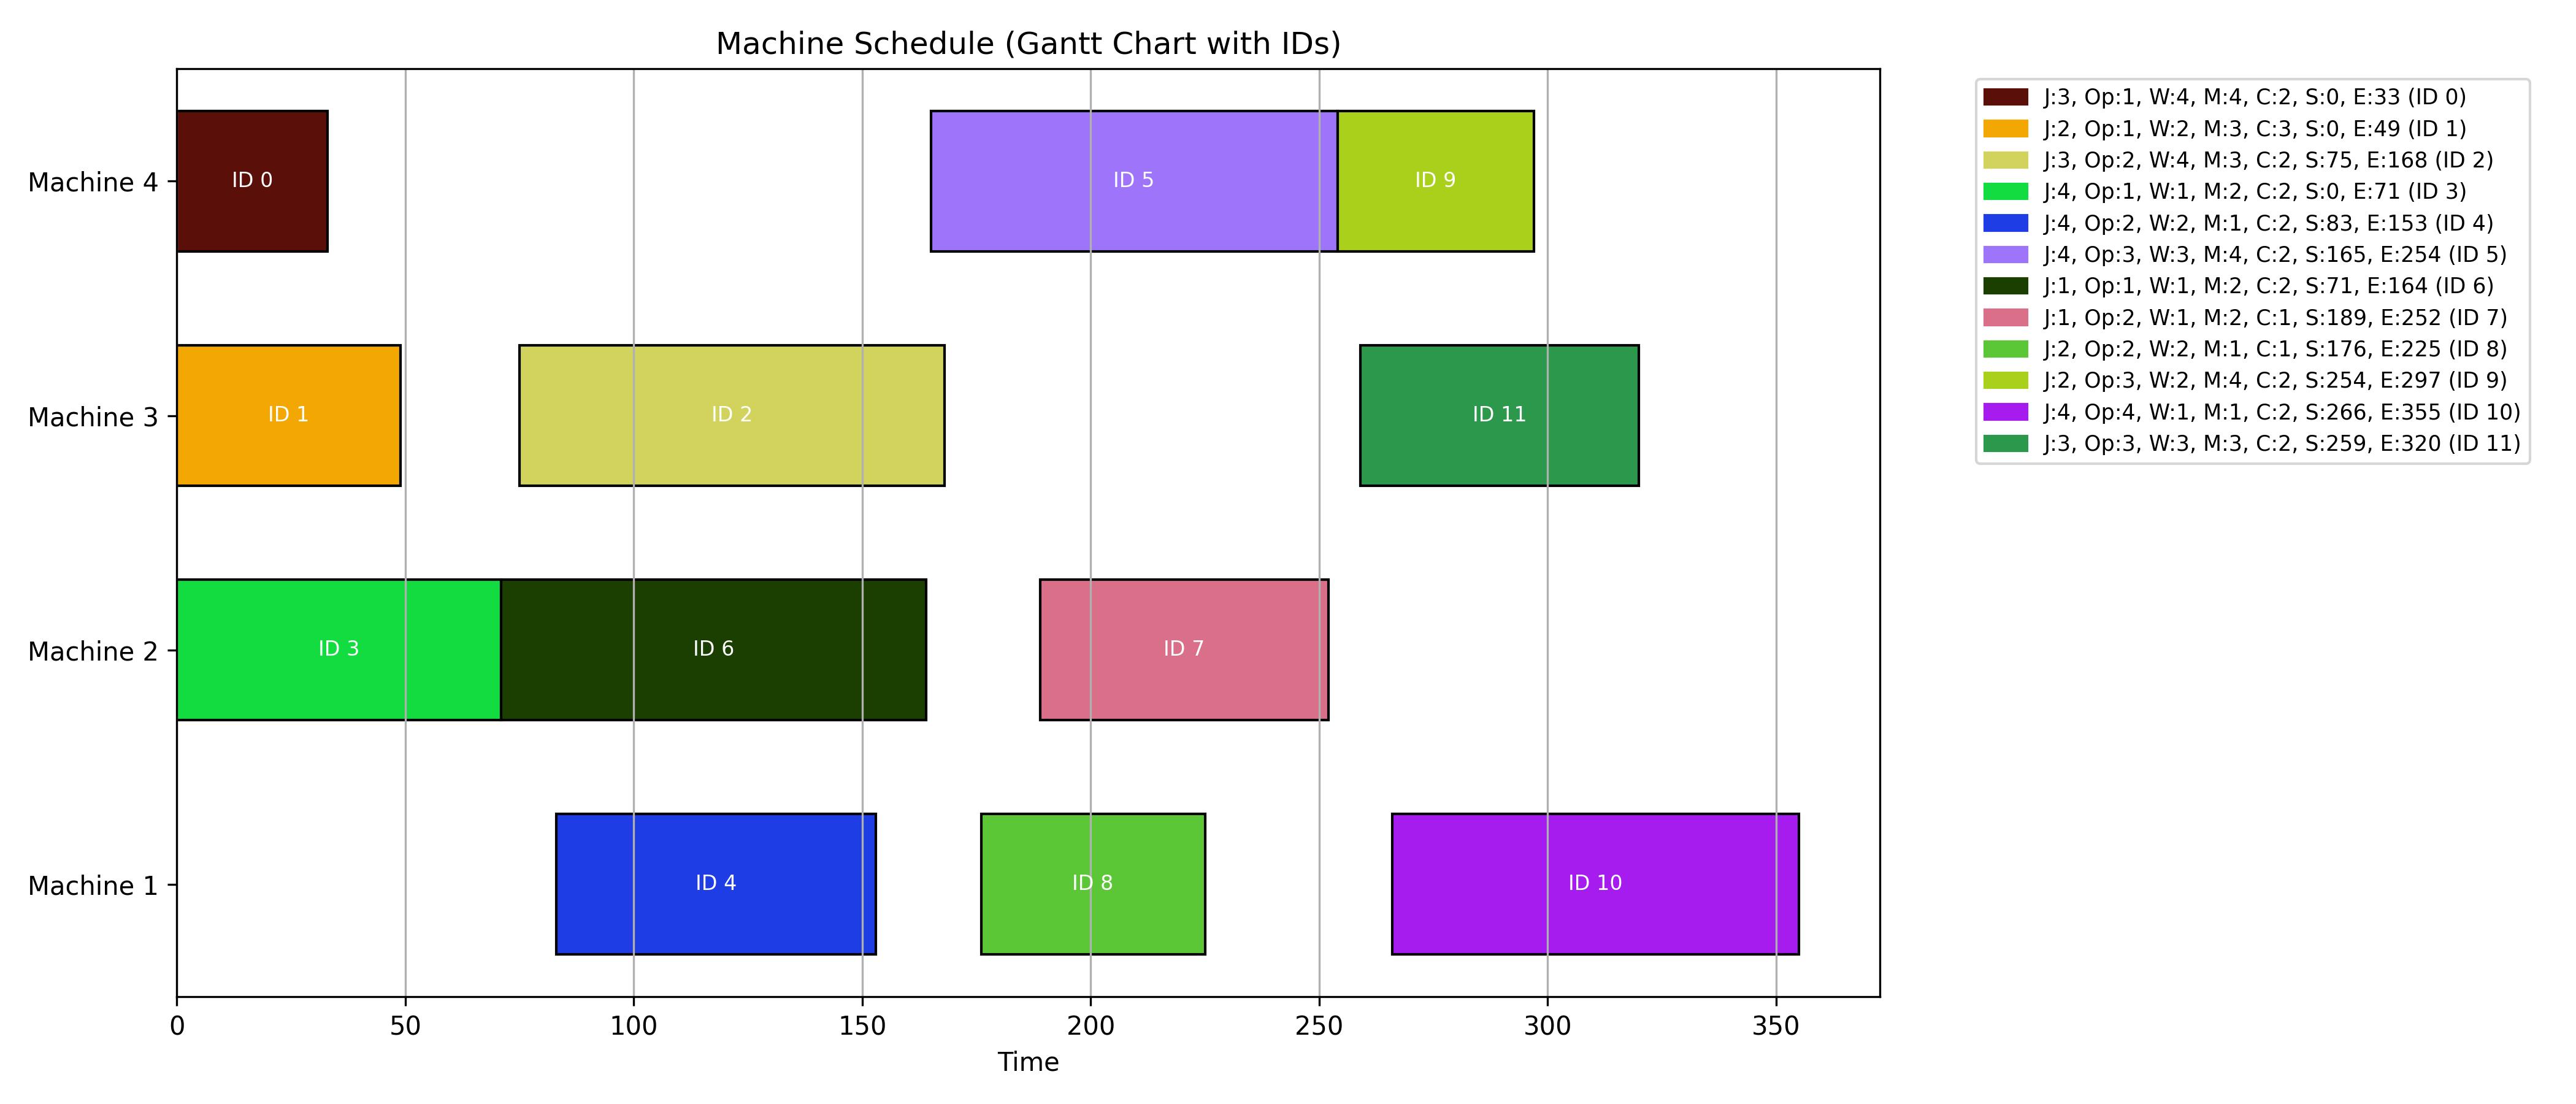 Machine Schedule (Gantt Chart with IDs)
Machine 4
Machine 3
Machine 2
Machine 1
ID 0
ID 5
ID 9
ID 1
ID 2
ID 11
ID 3
ID 6
ID 7
ID 4
ID 8
ID 10
0 50 100 150 200 250 300 350
Time
J:3, Op:1, W:4, M:4, C:2, S:0, E:33 (ID 0)
J:2, Op:1, W:2, M:3, C:3, S:0, E:49 (ID 1)
J:3, Op:2, W:4, M:3, C:2, S:75, E:168 (ID 2)
J:4, Op:1, W:1, M:2, C:2, S:0, E:71 (ID 3)
J:4, Op:2, W:2, M:1, C:2, S:83, E:153 (ID 4)
J:4, Op:3, W:3, M:4, C:2, S:165, E:254 (ID 5)
J:1, Op:1, W:1, M:2, C:2, S:71, E:164 (ID 6)
J:1, Op:2, W:1, M:2, C:1, S:189, E:252 (ID 7)
J:2, Op:2, W:2, M:1, C:1, S:176, E:225 (ID 8)
J:2, Op:3, W:2, M:4, C:2, S:254, E:297 (ID 9)
J:4, Op:4, W:1, M:1, C:2, S:266, E:355 (ID 10)
J:3, Op:3, W:3, M:3, C:2, S:259, E:320 (ID 11)